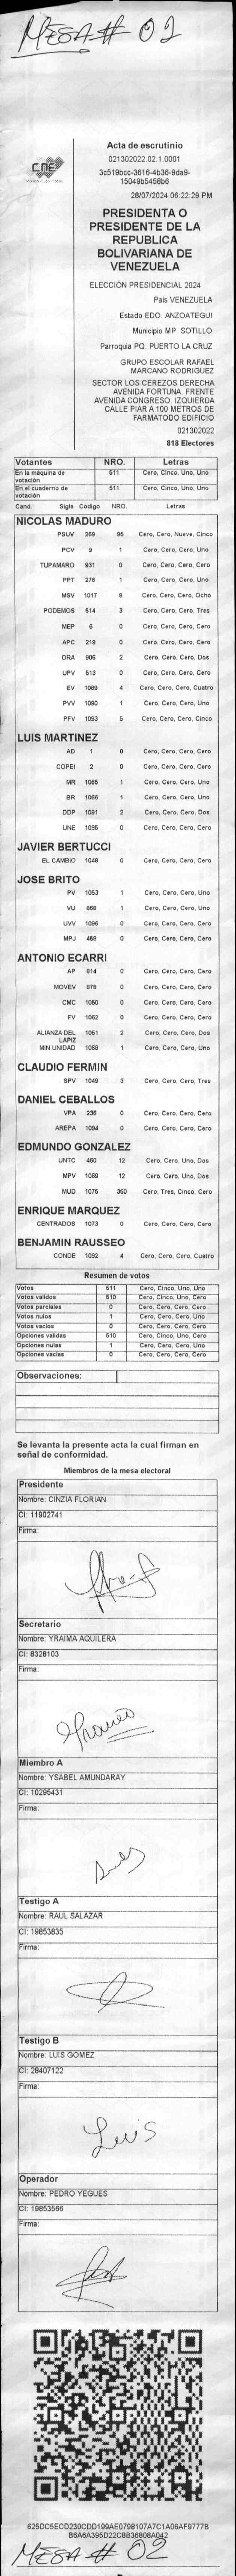 MESA # 02
CNE
Acta de escrutinio
021302022.02.1.0001
3c519bcc-3616-4b36-9da9-
15049b5456b6
28/07/2024 06:22:29 PM
PRESIDENTA O
PRESIDENTE DE LA
REPUBLICA
BOLIVARIANA DE
VENEZUELA
ELECCIÓN PRESIDENCIAL 2024
País VENEZUELA
Estado EDO. ANZOATEGUI
Municipio MP. SOTILLO
Parroquia PQ. PUERTO LA CRUZ
GRUPO ESCOLAR RAFAEL
MARCANO RODRIGUEZ
SECTOR LOS CEREZOS DERECHA
AVENIDA FORTUNA. FRENTE
AVENIDA CONGRESO. IZQUIERDA
CALLE PIAR A 100 METROS DE
FARMATODO EDIFICIO
021302022
818 Electores
Votantes NRO. Letras
En la máquina de votación 511 Cero, Cinco, Uno, Uno
En el cuaderno de votación 511 Cero, Cinco, Uno, Uno
Cand. Sigla Código NRO. Letras
NICOLAS MADURO
PSUV 269 95 Cero, Cero, Nueve, Cinco
PCV 9 1 Cero, Cero, Cero, Uno
TUPAMARO 931 0 Cero, Cero, Cero, Cero
PPT 276 1 Cero, Cero, Cero, Uno
MSV 1017 8 Cero, Cero, Cero, Ocho
PODEMOS 514 3 Cero, Cero, Cero, Tres
MEP 6 0 Cero, Cero, Cero, Cero
APC 219 0 Cero, Cero, Cero, Cero
ORA 906 2 Cero, Cero, Cero, Dos
UPV 513 0 Cero, Cero, Cero, Cero
EV 1089 4 Cero, Cero, Cero, Cuatro
PVV 1090 1 Cero, Cero, Cero, Uno
PFV 1093 5 Cero, Cero, Cero, Cinco
LUIS MARTINEZ
AD 1 0 Cero, Cero, Cero, Cero
COPEI 2 0 Cero, Cero, Cero, Cero
MR 1065 1 Cero, Cero, Cero, Uno
BR 1066 1 Cero, Cero, Cero, Uno
DDP 1091 2 Cero, Cero, Cero, Dos
UNE 1095 0 Cero, Cero, Cero, Cero
JAVIER BERTUCCI
EL CAMBIO 1048 0 Cero, Cero, Cero, Cero
JOSE BRITO
PV 1053 1 Cero, Cero, Cero, Uno
VU 868 1 Cero, Cero, Cero, Uno
UVV 1096 0 Cero, Cero, Cero, Cero
MPJ 459 0 Cero, Cero, Cero, Cero
ANTONIO ECARRI
AP 814 0 Cero, Cero, Cero, Cero
MOVEV 979 0 Cero, Cero, Cero, Cero
CMC 1050 0 Cero, Cero, Cero, Cero
FV 1062 0 Cero, Cero, Cero, Cero
ALIANZA DEL LAPIZ 1051 2 Cero, Cero, Cero, Dos
MIN UNIDAD 1068 1 Cero, Cero, Cero, Uno
CLAUDIO FERMIN
SPV 1049 3 Cero, Cero, Cero, Tres
DANIEL CEBALLOS
VPA 236 0 Cero, Cero, Cero, Cero
AREPA 1094 0 Cero, Cero, Cero, Cero
EDMUNDO GONZALEZ
UNTC 460 12 Cero, Cero, Uno, Dos
MPV 1069 12 Cero, Cero, Uno, Dos
MUD 1075 350 Cero, Tres, Cinco, Cero
ENRIQUE MARQUEZ
CENTRADOS 1073 0 Cero, Cero, Cero, Cero
BENJAMIN RAUSSEO
CONDE 1092 4 Cero, Cero, Cero, Cuatro
Resumen de votos
Votos 511 Cero, Cinco, Uno, Uno
Votos validos 510 Cero, Cinco, Uno, Cero
Votos parciales 0 Cero, Cero, Cero, Cero
Votos nulos 1 Cero, Cero, Cero, Uno
Votos vacios 0 Cero, Cero, Cero, Cero
Opciones validas 510 Cero, Cinco, Uno, Cero
Opciones nulas 1 Cero, Cero, Cero, Uno
Opciones vacias 0 Cero, Cero, Cero, Cero
Observaciones:
Se levanta la presente acta la cual firman en
señal de conformidad.
Miembros de la mesa electoral
Presidente
Nombre: CINZIA FLORIAN
CI: 11902741
Firma:
Secretario
Nombre: YRAIMA AQUILERA
CI: 8328103
Firma:
Miembro A
Nombre: YSABEL AMUNDARAY
CI: 10295431
Firma:
Testigo A
Nombre: RAUL SALAZAR
CI: 19853835
Firma:
Testigo B
Nombre: LUIS GOMEZ
CI: 28407122
Firma:
Luis
Operador
Nombre: PEDRO YEGUES
CI: 19853566
Firma:
625DC5ECD230CDD199AE0798107A7C1A06AF9777B
B6A6A395D22C8B36808A042
MESA # 02